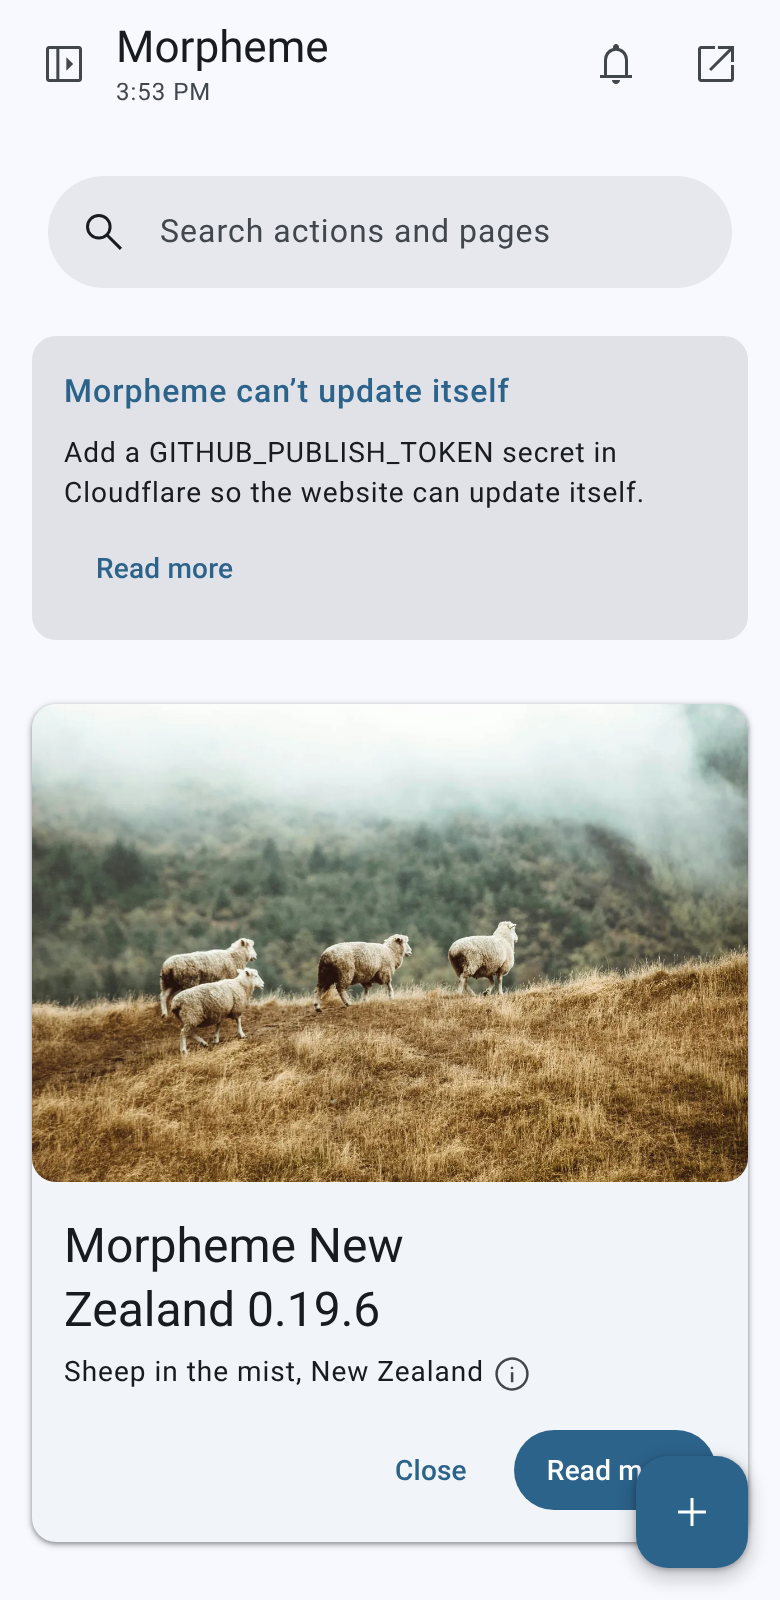 Morpheme
3:53 PM
Search actions and pages
Morpheme can’t update itself
Add a GITHUB_PUBLISH_TOKEN secret in
Cloudflare so the website can update itself.
Read more
Morpheme New
Zealand 0.19.6
Sheep in the mist, New Zealand
Close
Read m